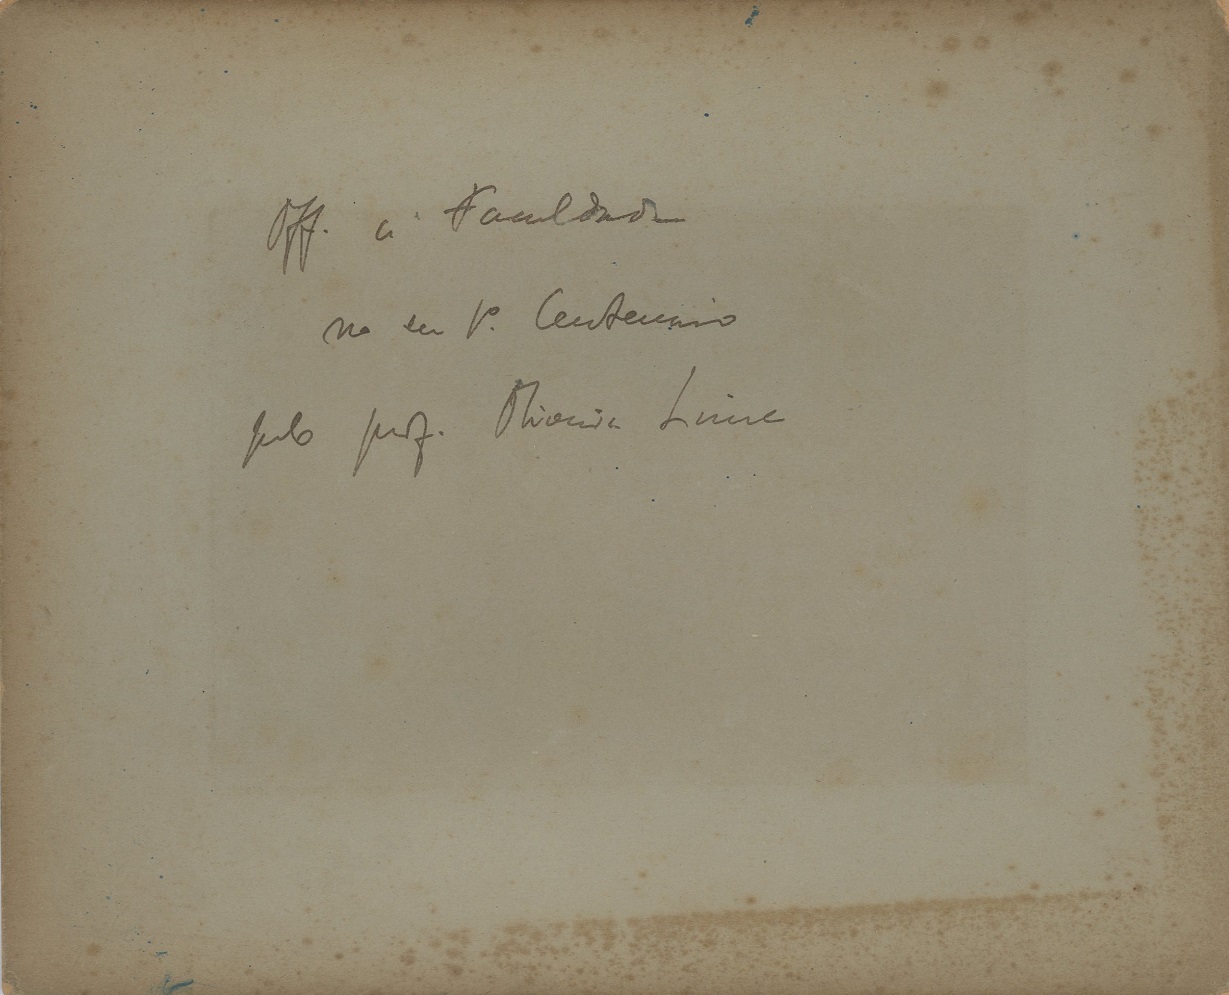 Off. á Faculdade
no seu 1º. Centenario
pelo prof. Oliveira Lima